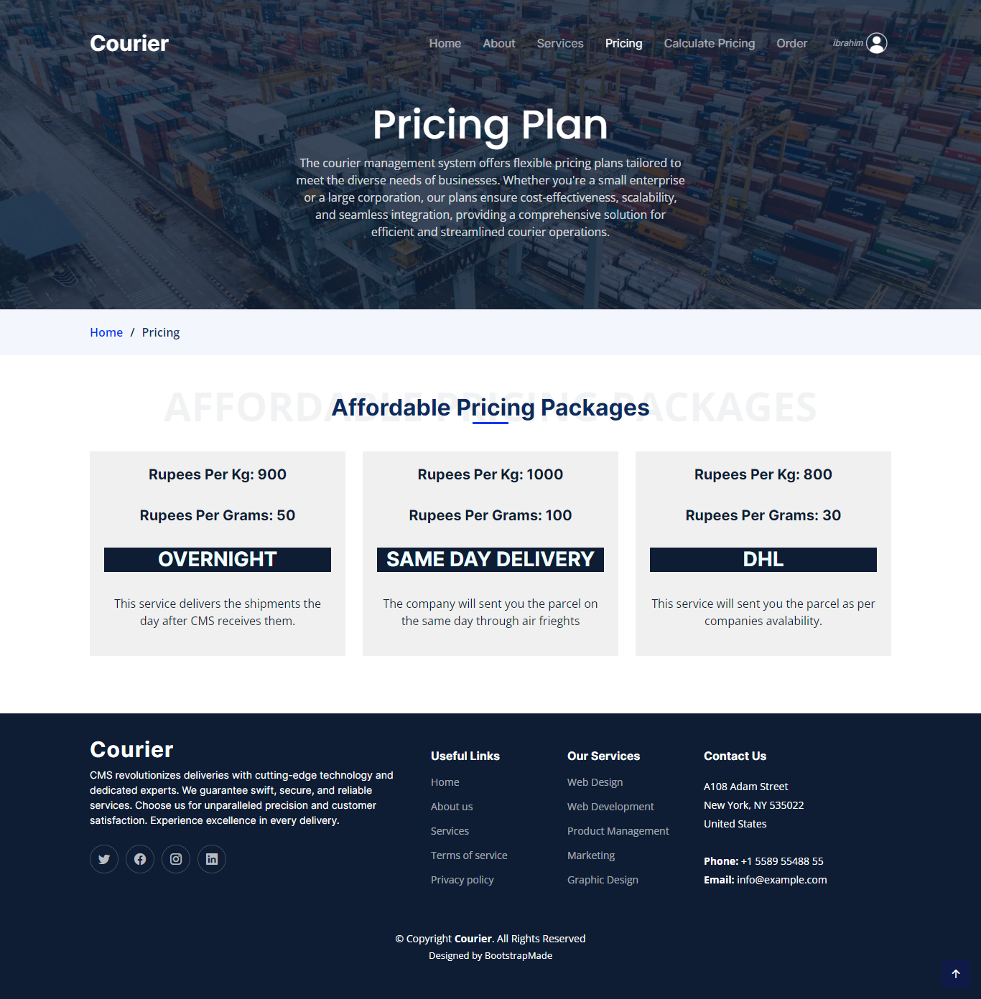 Courier
Home About Services Pricing Calculate Pricing Order ibrahim
Pricing Plan
The courier management system offers flexible pricing plans tailored to
meet the diverse needs of businesses. Whether you're a small enterprise
or a large corporation, our plans ensure cost-effectiveness, scalability,
and seamless integration, providing a comprehensive solution for
efficient and streamlined courier operations.
Home / Pricing
AFFORDABLE PRICING PACKAGES
Affordable Pricing Packages
Rupees Per Kg: 900
Rupees Per Grams: 50
OVERNIGHT
This service delivers the shipments the
day after CMS receives them.
Rupees Per Kg: 1000
Rupees Per Grams: 100
SAME DAY DELIVERY
The company will sent you the parcel on
the same day through air frieghts
Rupees Per Kg: 800
Rupees Per Grams: 30
DHL
This service will sent you the parcel as per
companies avalability.
Courier
CMS revolutionizes deliveries with cutting-edge technology and
dedicated experts. We guarantee swift, secure, and reliable
services. Choose us for unparalleled precision and customer
satisfaction. Experience excellence in every delivery.
Useful Links
Home
About us
Services
Terms of service
Privacy policy
Our Services
Web Design
Web Development
Product Management
Marketing
Graphic Design
Contact Us
A108 Adam Street
New York, NY 535022
United States
Phone: +1 5589 55488 55
Email: info@example.com
© Copyright Courier. All Rights Reserved
Designed by BootstrapMade